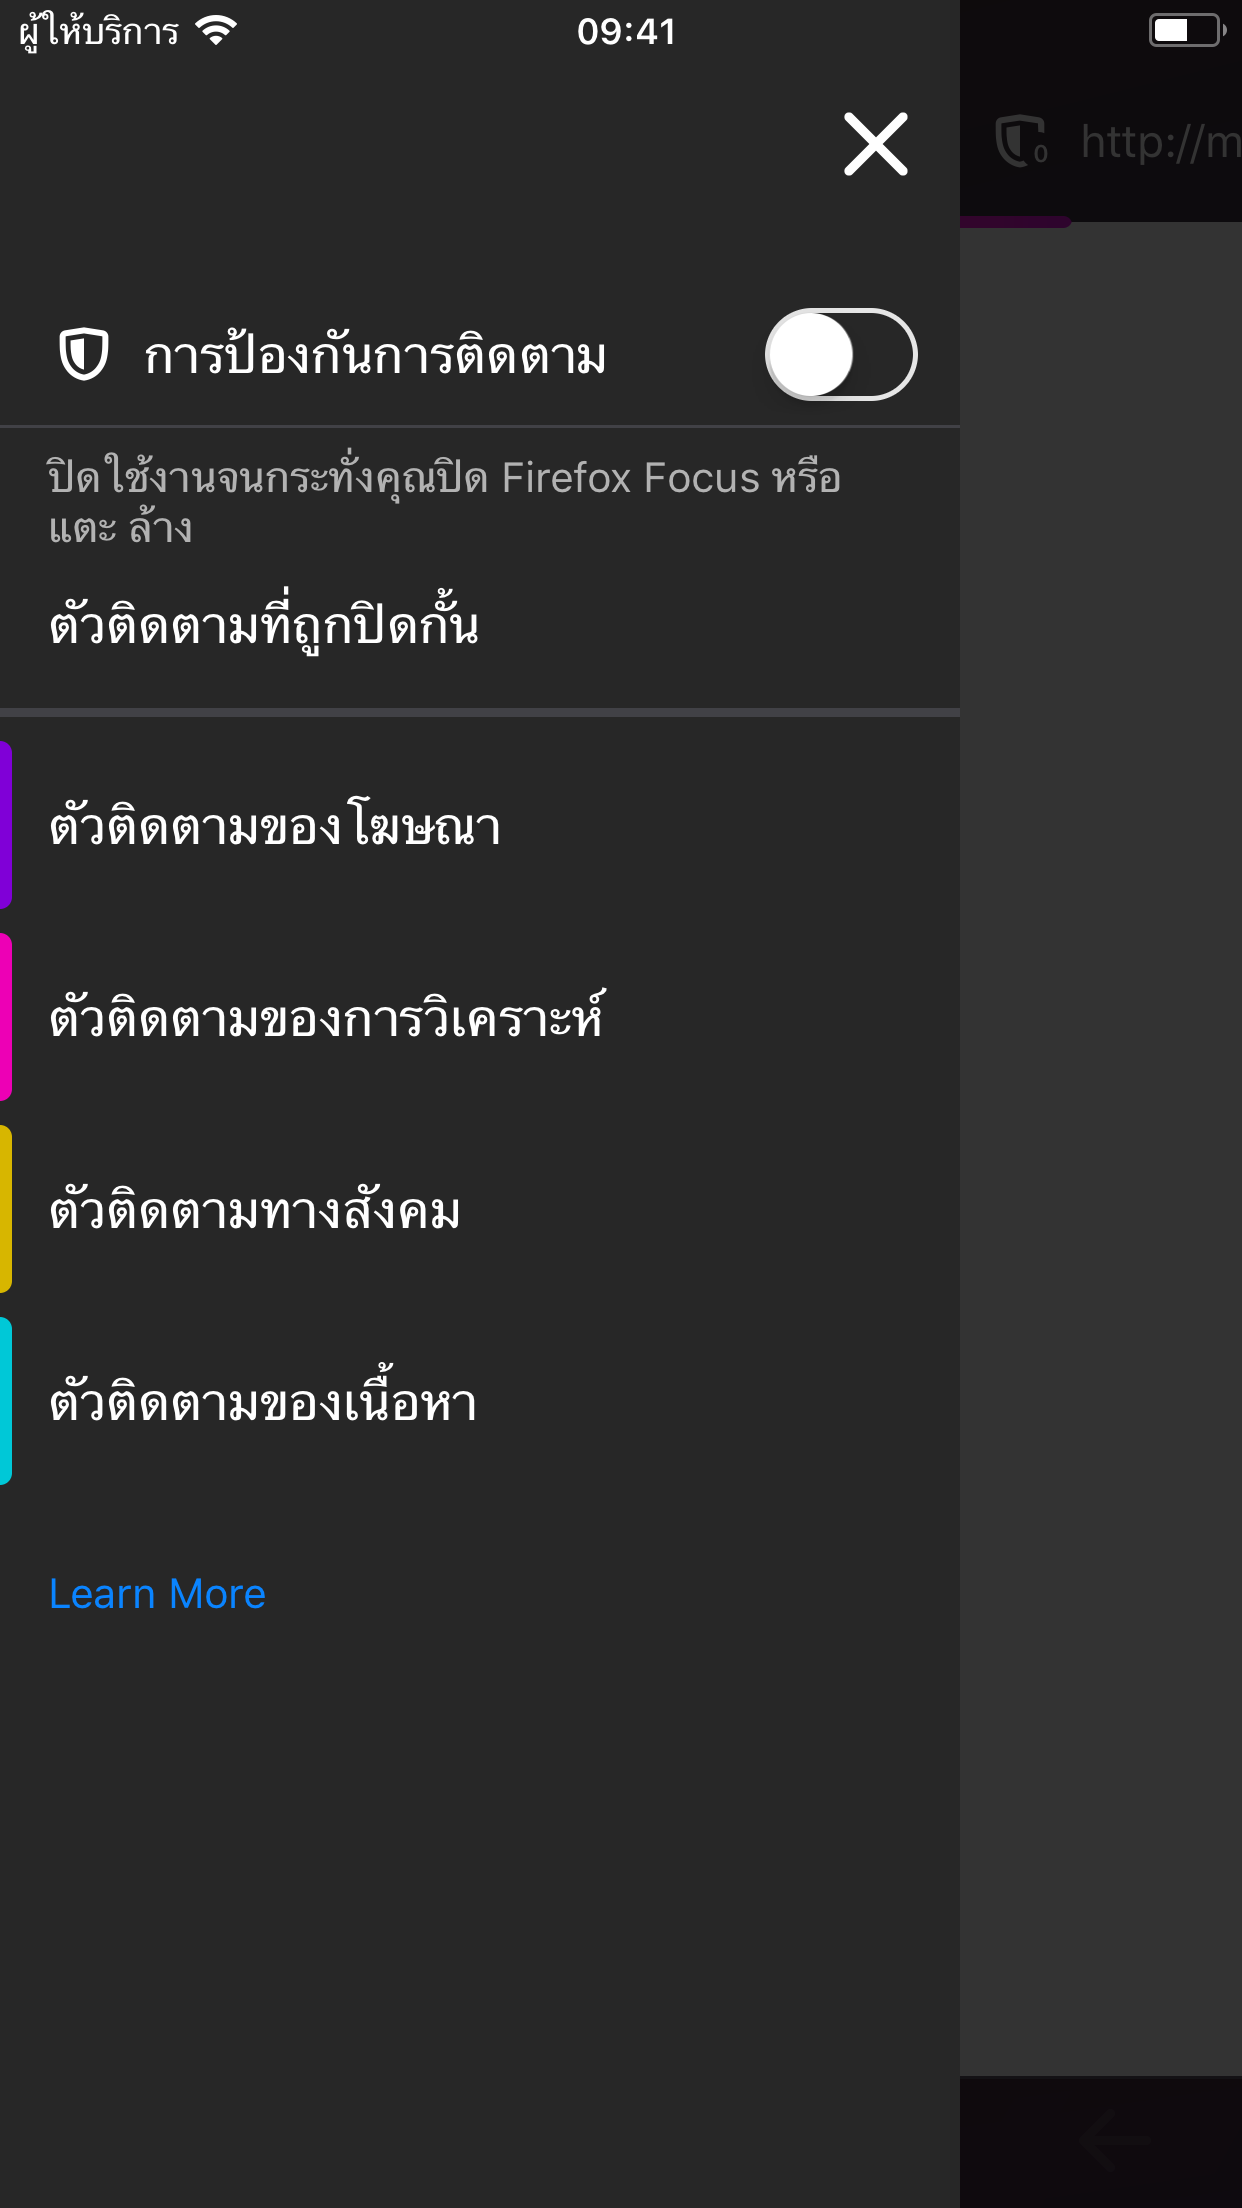 ผู้ให้บริการ 09:41
0 http://m
การป้องกันการติดตาม
ปิดใช้งานจนกระทั่งคุณปิด Firefox Focus หรือ
แตะ ล้าง
ตัวติดตามที่ถูกปิดกั้น
ตัวติดตามของโฆษณา
ตัวติดตามของการวิเคราะห์
ตัวติดตามทางสังคม
ตัวติดตามของเนื้อหา
Learn More